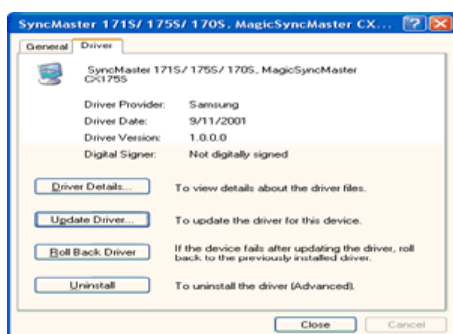 SyncMaster 171S/ 175S/ 170S, MagicSyncMaster CX...
General
Driver
SyncMaster 171S/ 175S/ 170S, MagicSyncMaster
CX175S
Driver Provider: Samsung
Driver Date: 9/11/2001
Driver Version: 1.0.0.0
Digital Signer: Not digitally signed
Driver Details... To view details about the driver files.
Update Driver... To update the driver for this device.
Roll Back Driver If the device fails after updating the driver, roll
back to the previously installed driver.
Uninstall To uninstall the driver (Advanced).
Close Cancel